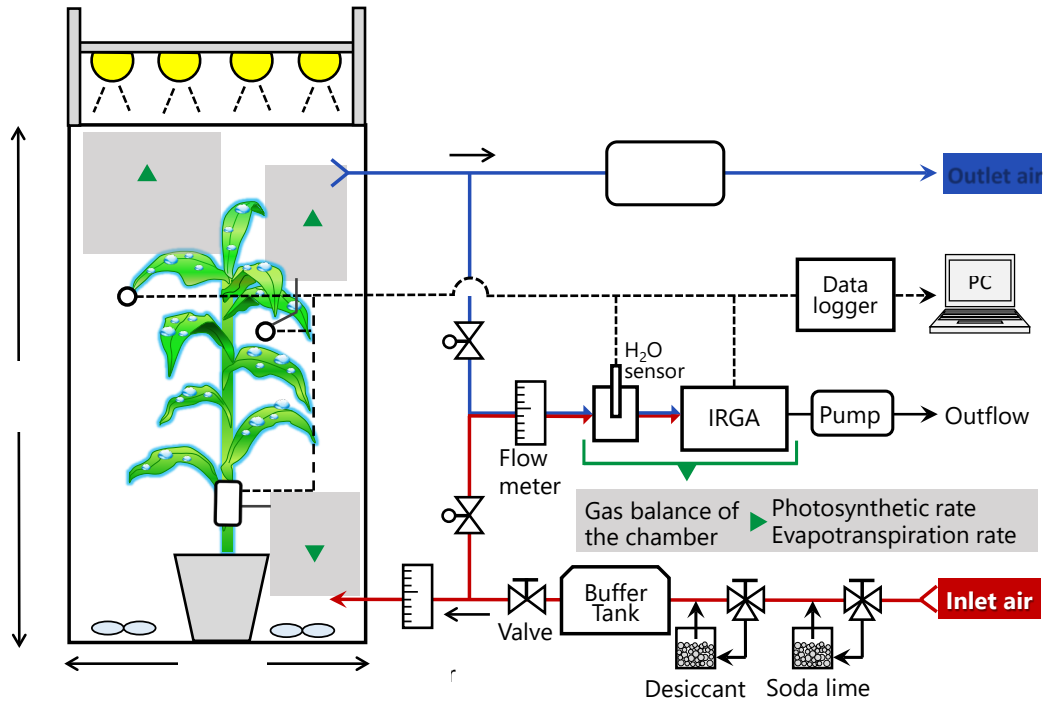 Outlet air
Data
logger
PC
H₂O
sensor
IRGA
Pump
Outflow
Flow
meter
Gas balance of
the chamber
Photosynthetic rate
Evapotranspiration rate
Buffer
Tank
Inlet air
Valve
Desiccant
Soda lime